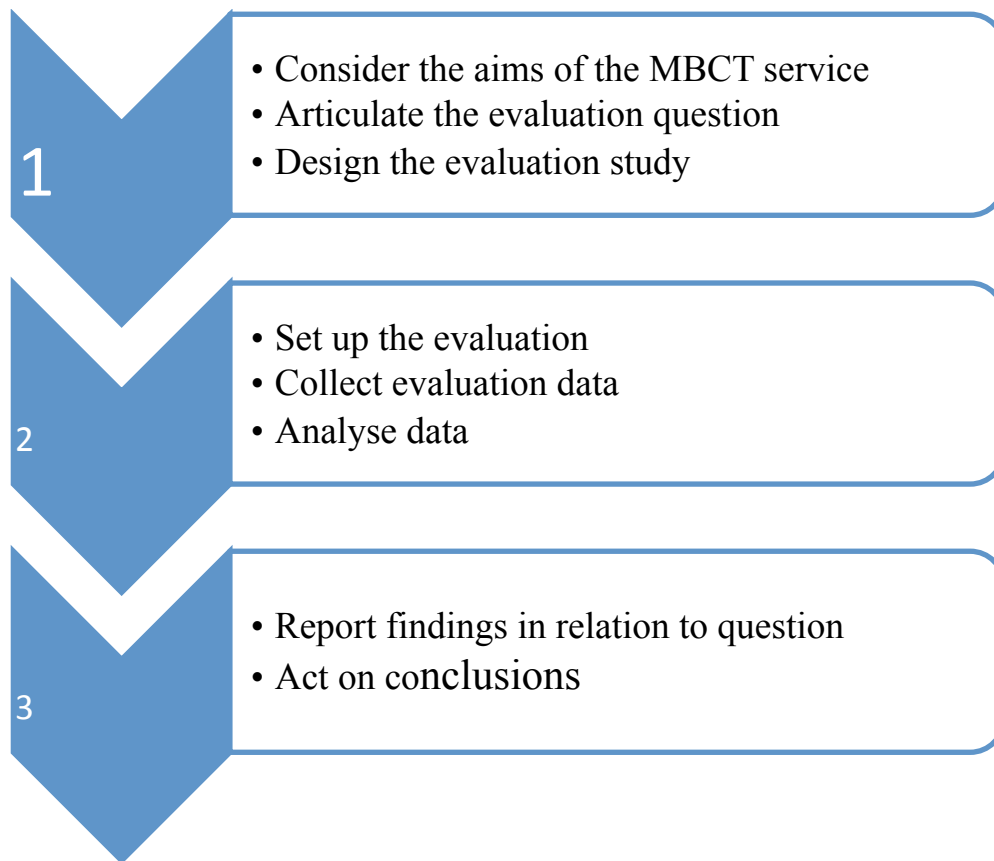 1
• Consider the aims of the MBCT service
• Articulate the evaluation question
• Design the evaluation study
2
• Set up the evaluation
• Collect evaluation data
• Analyse data
3
• Report findings in relation to question
• Act on conclusions